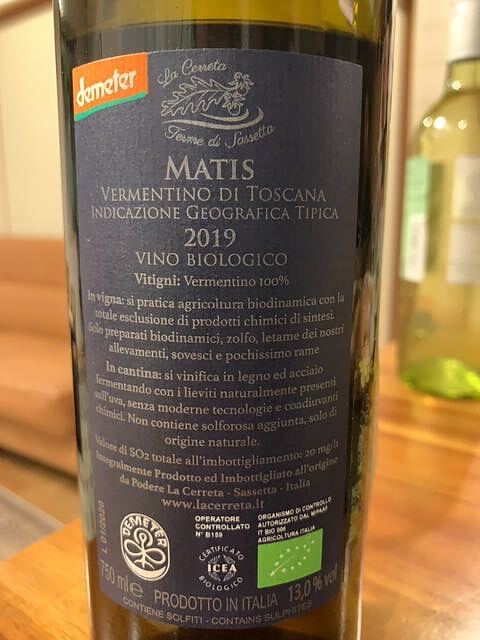 demeter
La Cerreta
Terme di Sassetta
MATIS
VERMENTINO DI TOSCANA
INDICAZIONE GEOGRAFICA TIPICA
2019
VINO BIOLOGICO
Vitigni: Vermentino 100%
In vigna: si pratica agricoltura biodinamica con la
totale esclusione di prodotti chimici di sintesi.
Solo preparati biodinamici, zolfo, letame dei nostri
allevamenti, sovesci e pochissimo rame
In cantina: si vinifica in legno ed acciaio
fermentando con i lieviti naturalmente presenti
sull'uva, senza moderne tecnologie e coadiuvanti
chimici. Non contiene solforosa aggiunta, solo di
origine naturale.
Valore di SO2 totale all'imbottigliamento: 20 mg/l
Integralmente Prodotto ed Imbottigliato all'origine
da Podere La Cerreta - Sassetta - Italia
www.lacerreta.it
L 01/2020
DEMETER
OPERATORE
CONTROLLATO
N° B159
CERTIFICATO
ICEA
BIOLOGICO
ORGANISMO DI CONTROLLO
AUTORIZZATO DAL MIPAAF
IT BIO 006
AGRICOLTURA ITALIA
750 ml e PRODOTTO IN ITALIA 13,0 % vol
CONTIENE SOLFITI - CONTAINS SULPHITES